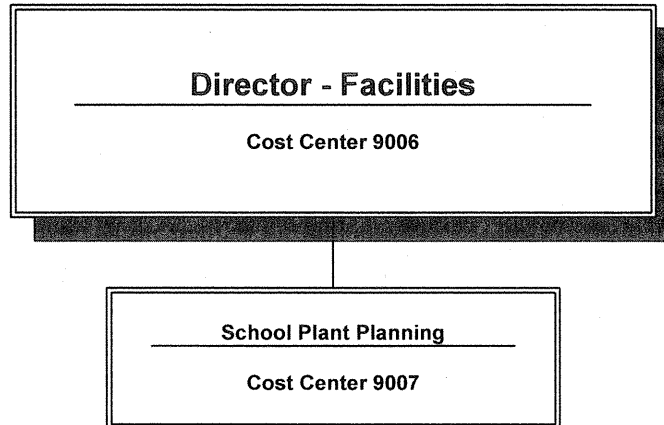 Director - Facilities
Cost Center 9006
School Plant Planning
Cost Center 9007